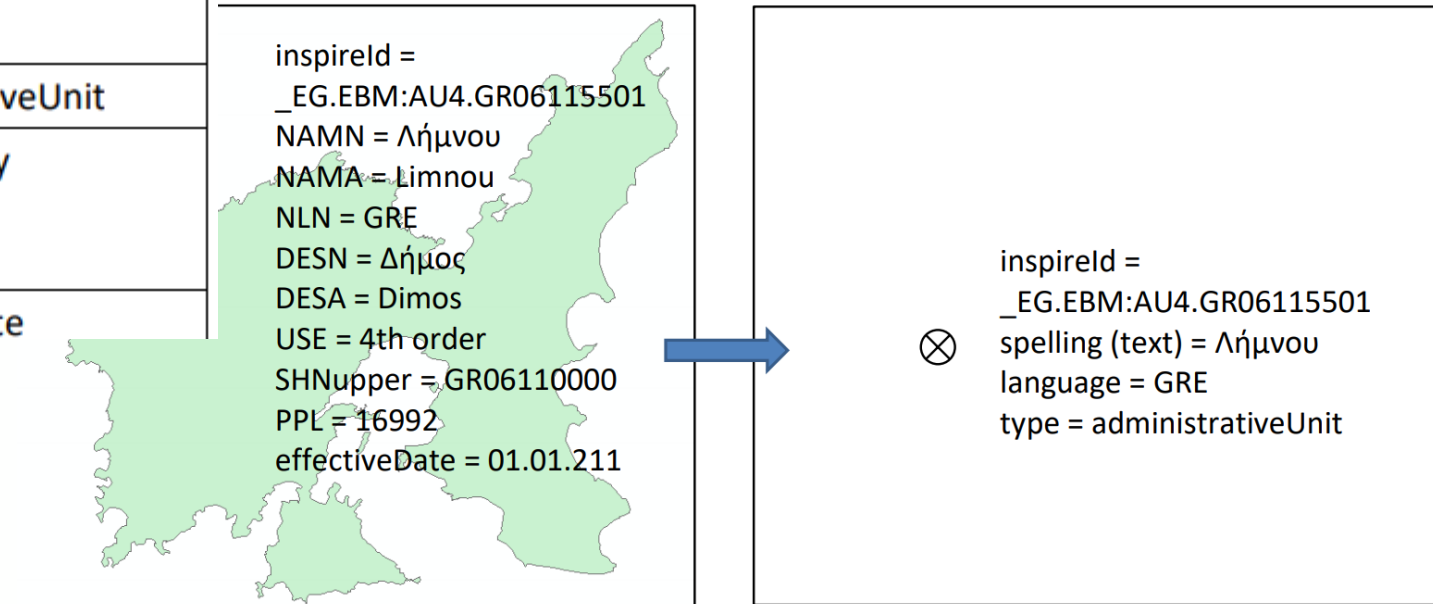 veUnit
y
te
inspireId =
_EG.EBM:AU4.GR06115501
NAMN = Λήμνου
NAMA = Limnou
NLN = GRE
DESN = Δήμος
DESA = Dimos
USE = 4th order
SHNupper = GR06110000
PPL = 16992
effectiveDate = 01.01.211
inspireId =
_EG.EBM:AU4.GR06115501
spelling (text) = Λήμνου
language = GRE
type = administrativeUnit